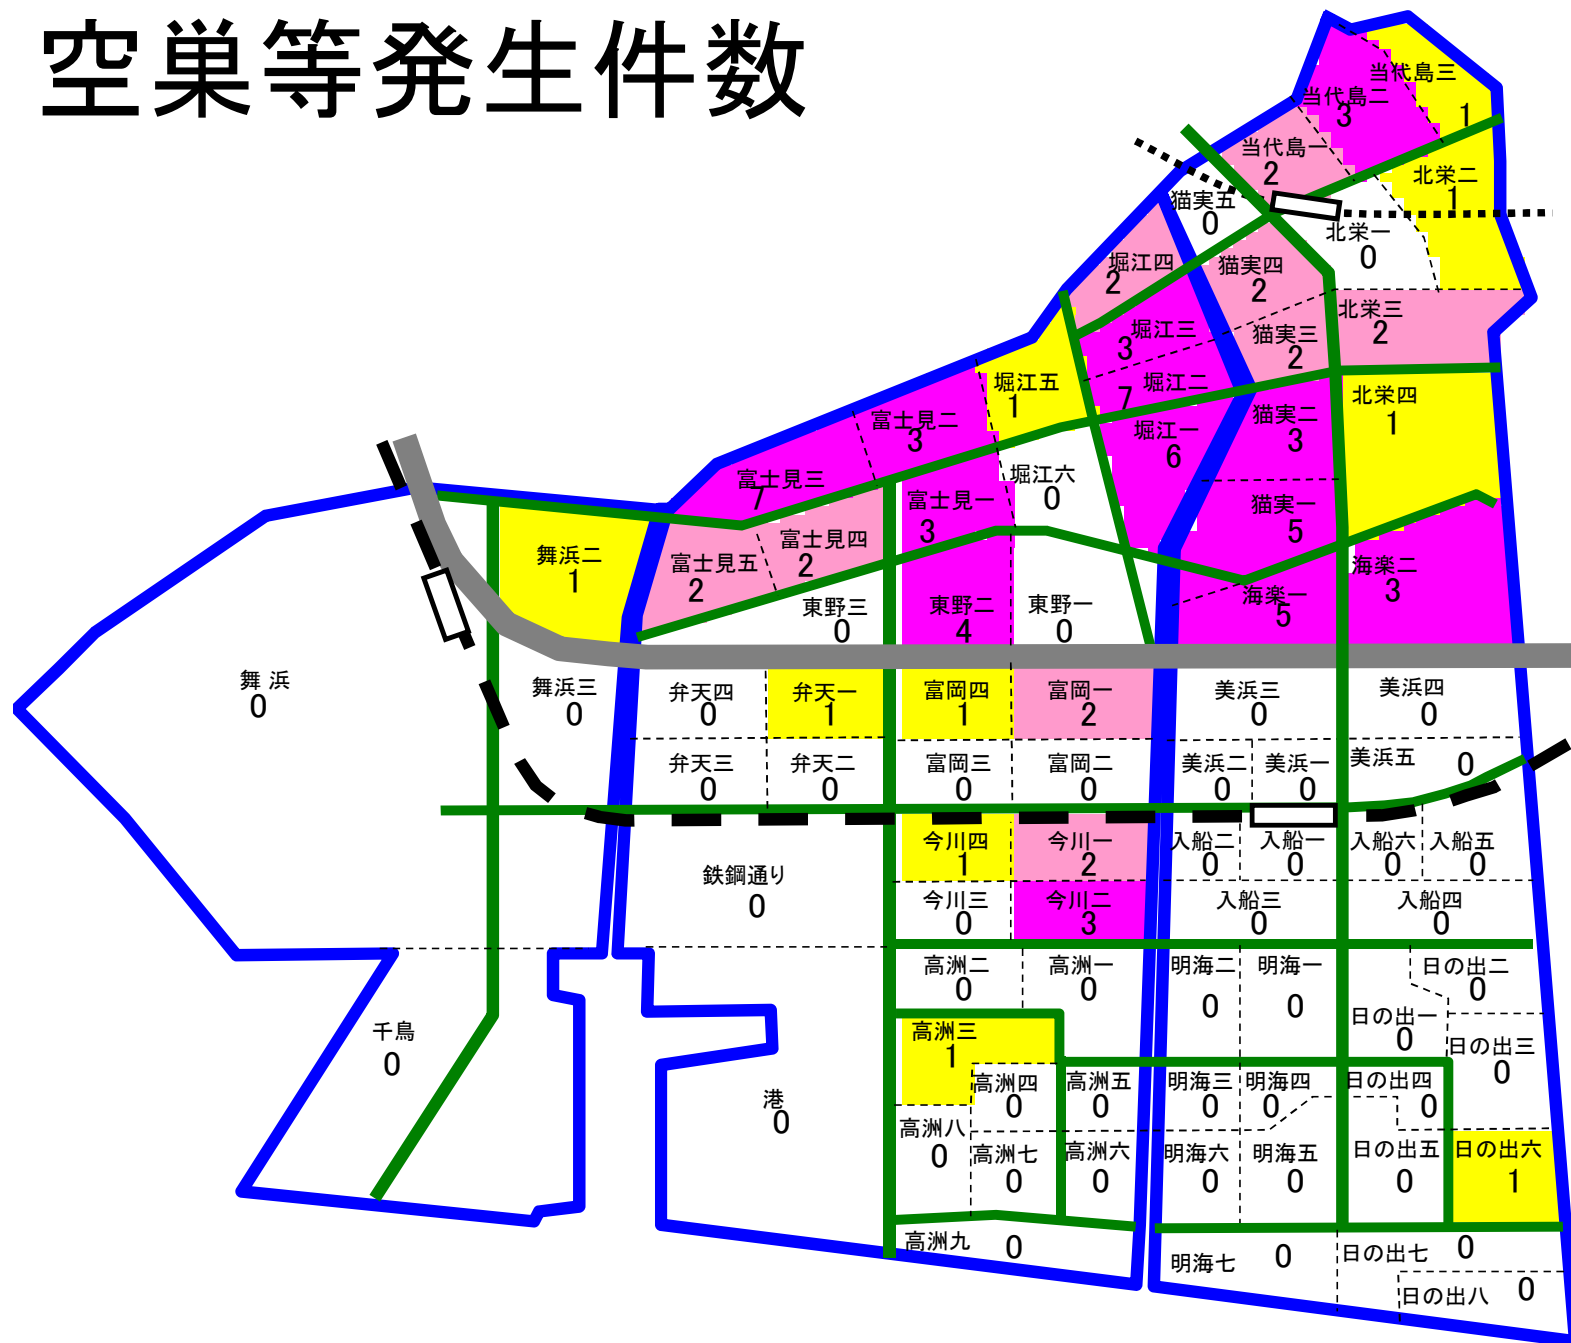 空巣等発生件数
当代島三
1
当代島二
3
当代島一
2
北栄二
1
猫実五
0
北栄一
0
堀江四
2
猫実四
2
北栄三
2
堀江三
3
猫実三
2
堀江五
1
堀江二
7
北栄四
1
富士見二
3
堀江一
6
猫実二
3
富士見三
7
堀江六
0
富士見一
3
猫実一
5
舞浜二
1
富士見五
2
富士見四
2
海楽二
3
海楽一
5
東野三
0
東野二
4
東野一
0
舞浜
0
舞浜三
0
弁天四
0
弁天一
1
富岡四
1
富岡一
2
美浜三
0
美浜四
0
弁天三
0
弁天二
0
富岡三
0
富岡二
0
美浜二
0
美浜一
0
美浜五
0
今川四
1
今川一
2
入船二
0
入船一
0
入船六
0
入船五
0
鉄鋼通り
0
今川三
0
今川二
3
入船三
0
入船四
0
高洲二
0
高洲一
0
明海二
0
明海一
0
日の出二
0
日の出一
0
千鳥
0
高洲三
1
日の出三
0
高洲四
0
高洲五
0
明海三
0
明海四
0
日の出四
0
港
0
高洲八
0
高洲七
0
高洲六
0
明海六
0
明海五
0
日の出五
0
日の出六
1
高洲九
0
明海七
0
日の出七
0
日の出八
0